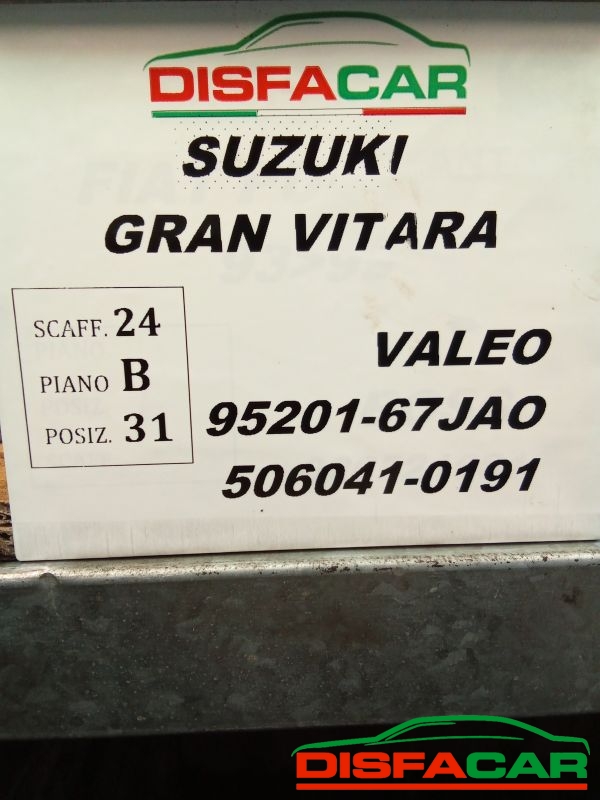 DISFACAR
SUZUKI
GRAN VITARA
SCAFF. 24
PIANO B
POSIZ. 31
VALEO
95201-67JAO
506041-0191
DISFACAR